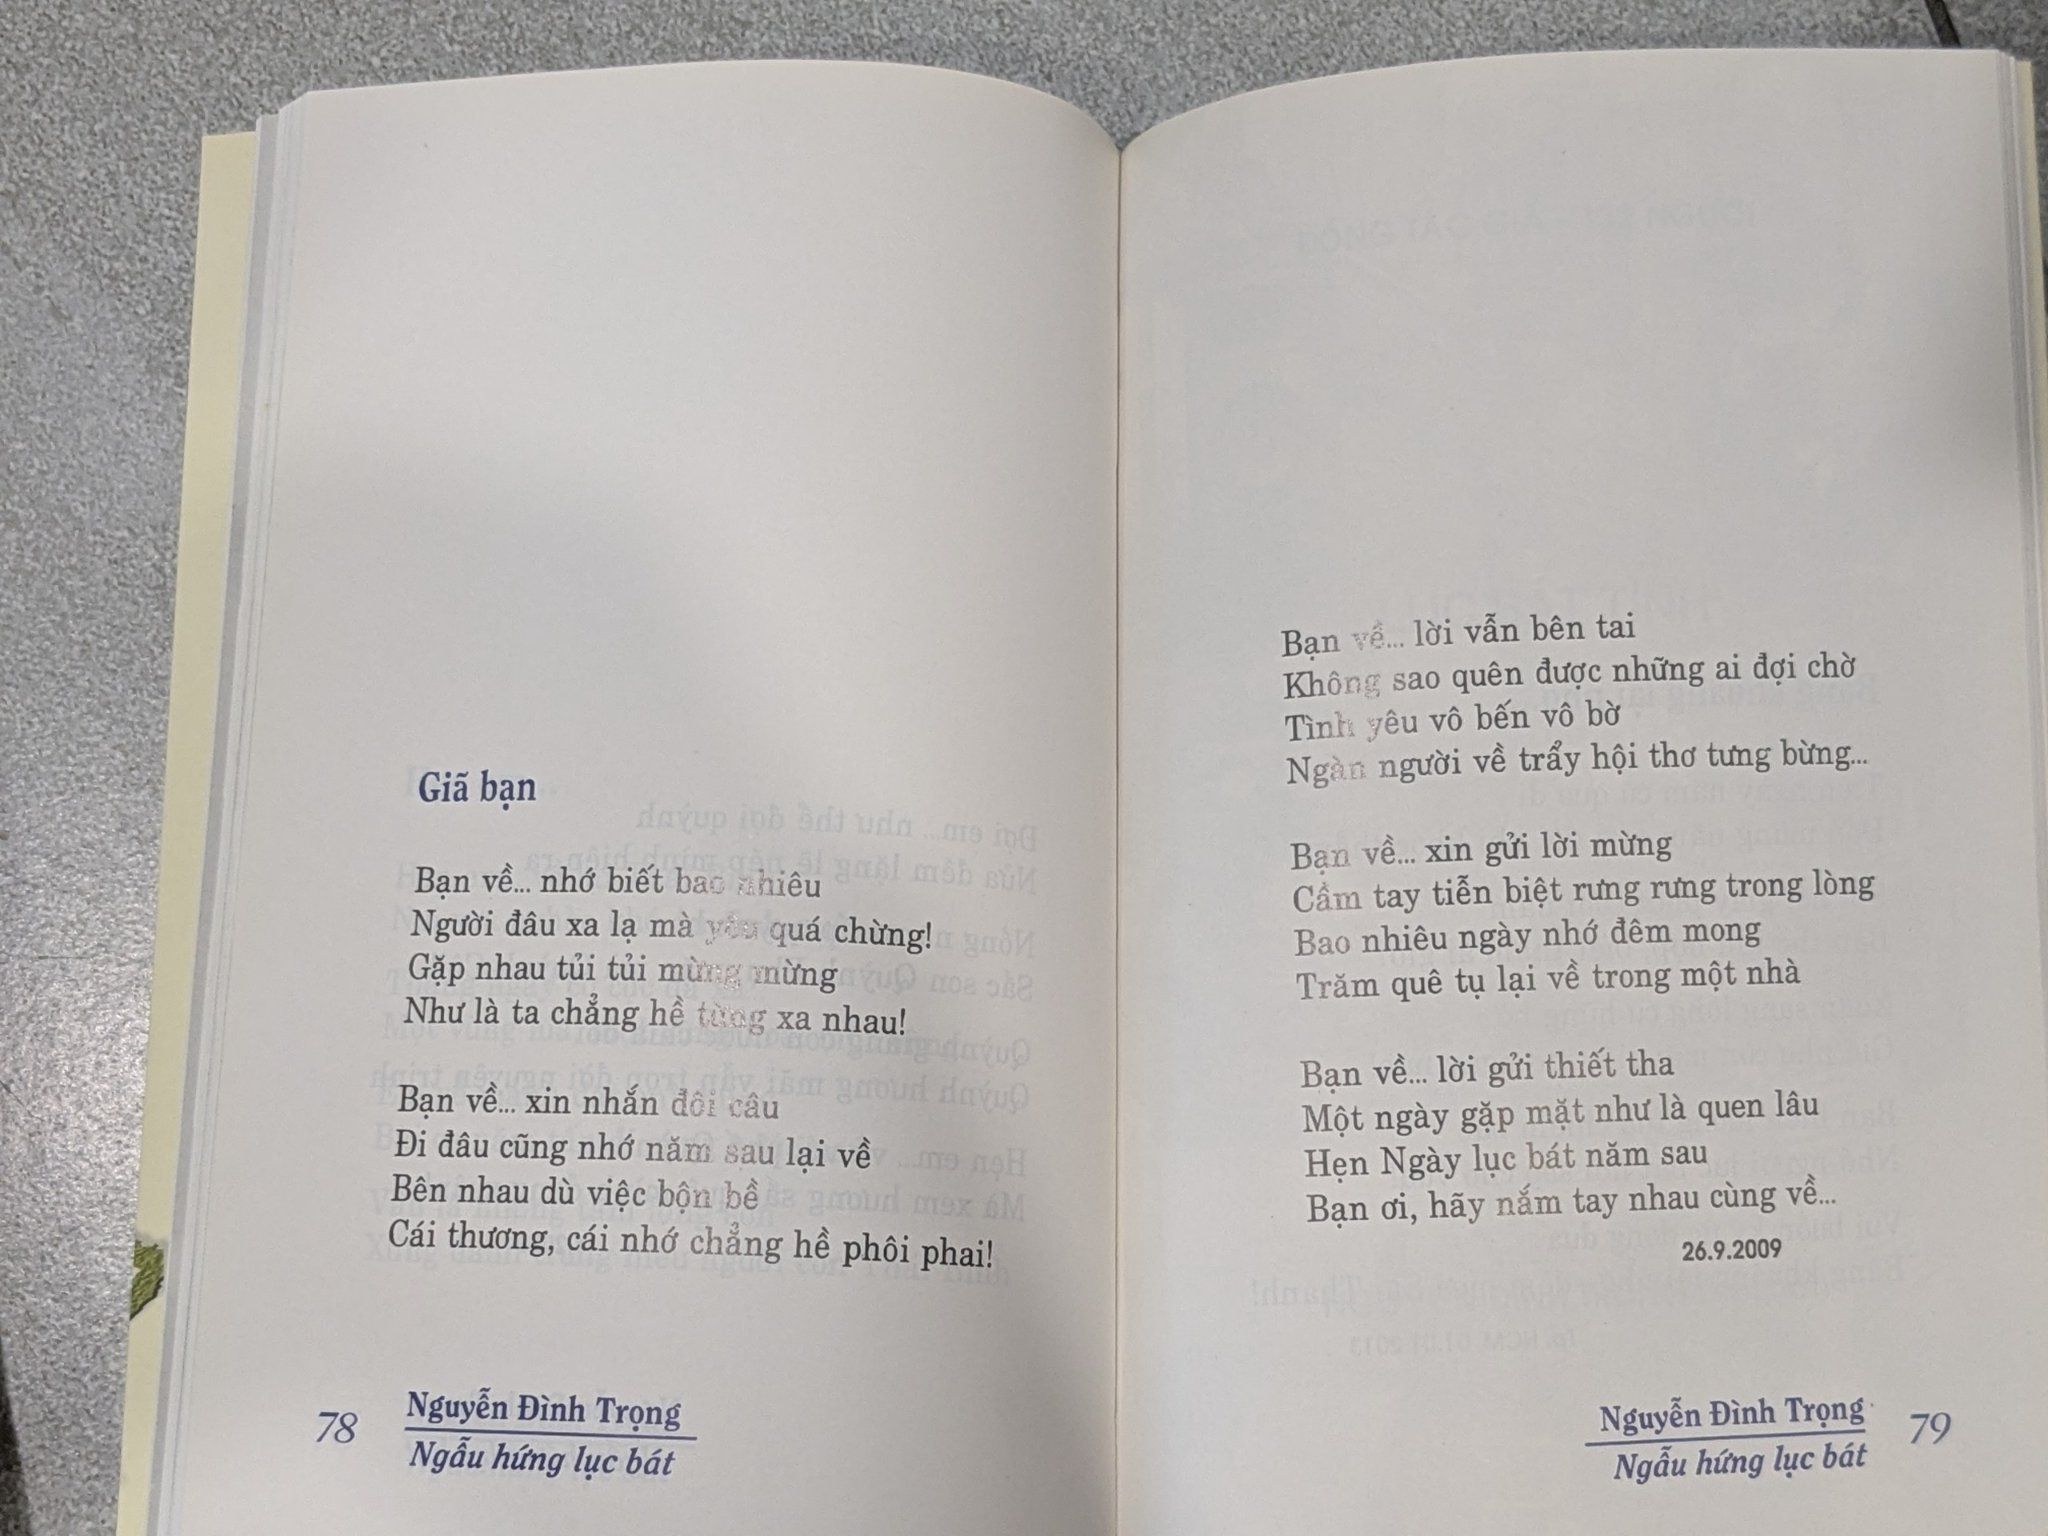 Giã bạn
Bạn về... nhớ biết bao nhiêu
Người đâu xa lạ mà yêu quá chừng!
Gặp nhau tủi tủi mừng mừng
Như là ta chẳng hề từng xa nhau!
Bạn về... xin nhắn đôi câu
Đi đâu cũng nhớ năm sau lại về
Bên nhau dù việc bộn bề
Cái thương, cái nhớ chẳng hề phôi phai!
78
Nguyễn Đình Trọng
Ngẫu hứng lục bát
Bạn về... lời vẫn bên tai
Không sao quên được những ai đợi chờ
Tình yêu vô bến vô bờ
Ngàn người về trẩy hội thơ tưng bừng...
Bạn về... xin gửi lời mừng
Cầm tay tiễn biệt rưng rưng trong lòng
Bao nhiêu ngày nhớ đêm mong
Trăm quê tụ lại về trong một nhà
Bạn về... lời gửi thiết tha
Một ngày gặp mặt như là quen lâu
Hẹn Ngày lục bát năm sau
Bạn ơi, hãy nắm tay nhau cùng về...
26.9.2009
Nguyễn Đình Trọng
Ngẫu hứng lục bát
79